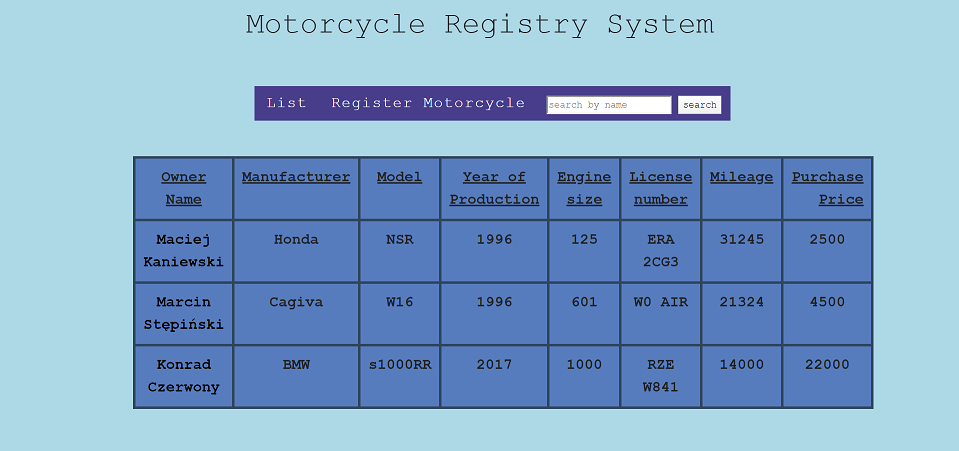 Motorcycle Registry System
List Register Motorcycle search by name search
Owner Name Manufacturer Model Year of Production Engine size License number Mileage Purchase Price
Maciej Kaniewski Honda NSR 1996 125 ERA 2CG3 31245 2500
Marcin Stępiński Cagiva W16 1996 601 W0 AIR 21324 4500
Konrad Czerwony BMW s1000RR 2017 1000 RZE W841 14000 22000